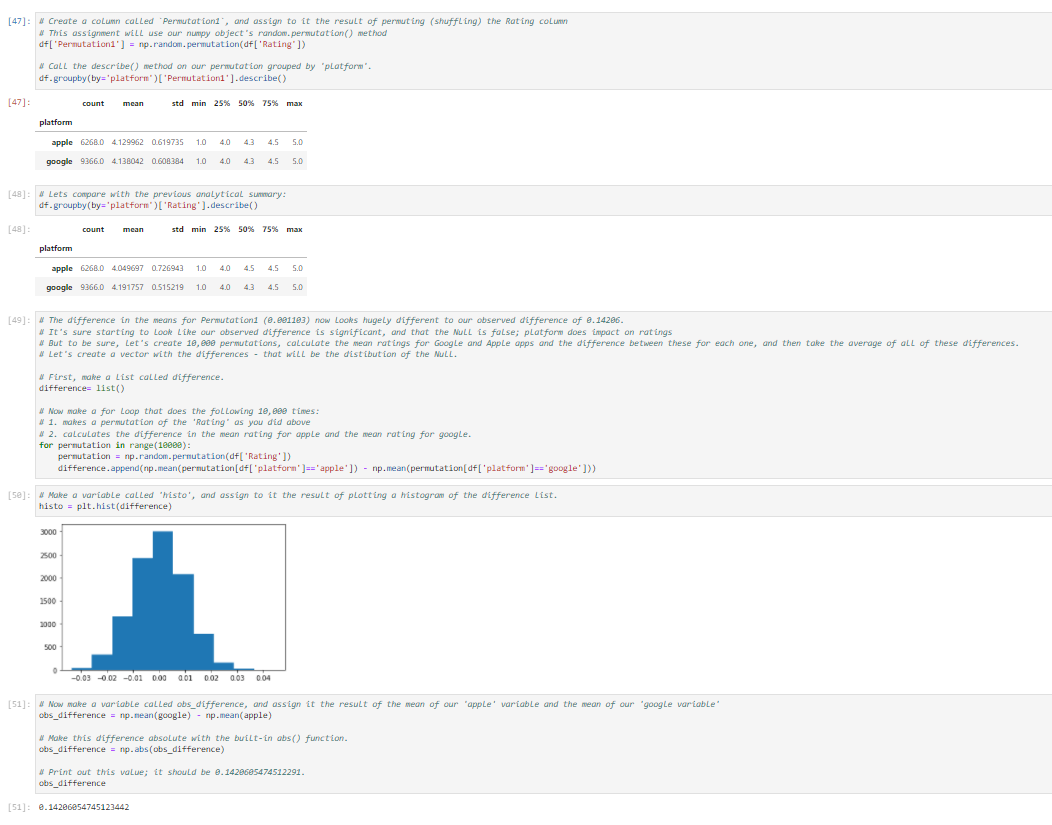 [47]: # Create a column called `Permutation1`, and assign to it the result of permuting (shuffling) the Rating column
# This assignment will use our numpy object's random.permutation() method
df['Permutation1'] = np.random.permutation(df['Rating'])
# Call the describe() method on our permutation grouped by 'platform'.
df.groupby(by='platform')['Permutation1'].describe()
[47]: count mean std min 25% 50% 75% max
platform
apple 6268.0 4.129962 0.619735 1.0 4.0 4.3 4.5 5.0
google 9366.0 4.138042 0.608384 1.0 4.0 4.3 4.5 5.0
[48]: # Lets compare with the previous analytical summary:
df.groupby(by='platform')['Rating'].describe()
[48]: count mean std min 25% 50% 75% max
platform
apple 6268.0 4.049697 0.726943 1.0 4.0 4.5 4.5 5.0
google 9366.0 4.191757 0.515219 1.0 4.0 4.3 4.5 5.0
[49]: # The difference in the means for Permutation1 (0.001103) now looks hugely different to our observed difference of 0.14206.
# It's sure starting to look like our observed difference is significant, and that the Null is false; platform does impact on ratings
# But to be sure, let's create 10,000 permutations, calculate the mean ratings for Google and Apple apps and the difference between these for each one, and then take the average of all of these differences.
# Let's create a vector with the differences - that will be the distibution of the Null.
# First, make a list called difference.
difference= list()
# Now make a for loop that does the following 10,000 times:
# 1. makes a permutation of the 'Rating' as you did above
# 2. calculates the difference in the mean rating for apple and the mean rating for google.
for permutation in range(10000):
permutation = np.random.permutation(df['Rating'])
difference.append(np.mean(permutation[df['platform']=='apple']) - np.mean(permutation[df['platform']=='google']))
[50]: # Make a variable called 'histo', and assign to it the result of plotting a histogram of the difference list.
histo = plt.hist(difference)
3000
2500
2000
1500
1000
500
0
−0.03 −0.02 −0.01 0.00 0.01 0.02 0.03 0.04
[51]: # Now make a variable called obs_difference, and assign it the result of the mean of our 'apple' variable and the mean of our 'google variable'
obs_difference = np.mean(google) - np.mean(apple)
# Make this difference absolute with the built-in abs() function.
obs_difference = np.abs(obs_difference)
# Print out this value; it should be 0.1420605474512291.
obs_difference
[51]: 0.14206054745123442